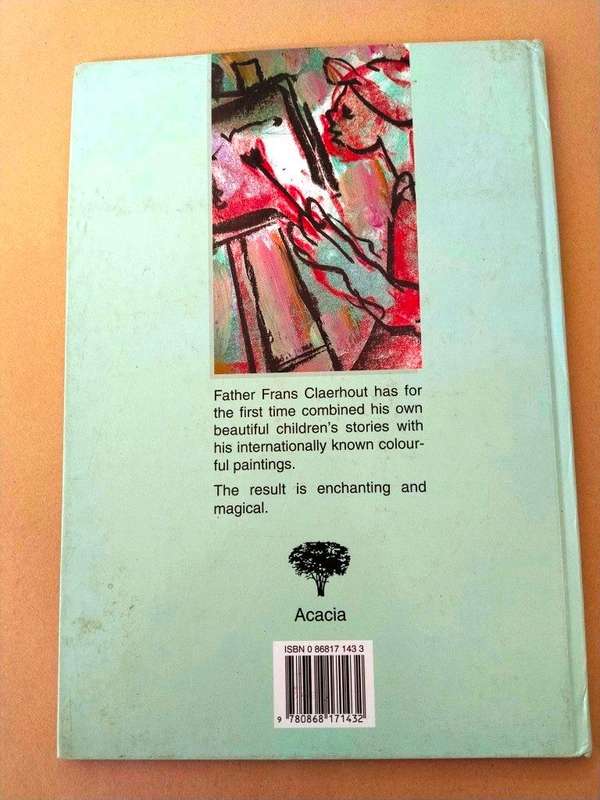 Father Frans Claerhout has for
the first time combined his own
beautiful children's stories with
his internationally known colour-
ful paintings.
The result is enchanting and
magical.
Acacia
ISBN 0 86817 143 3
9 780868 171432